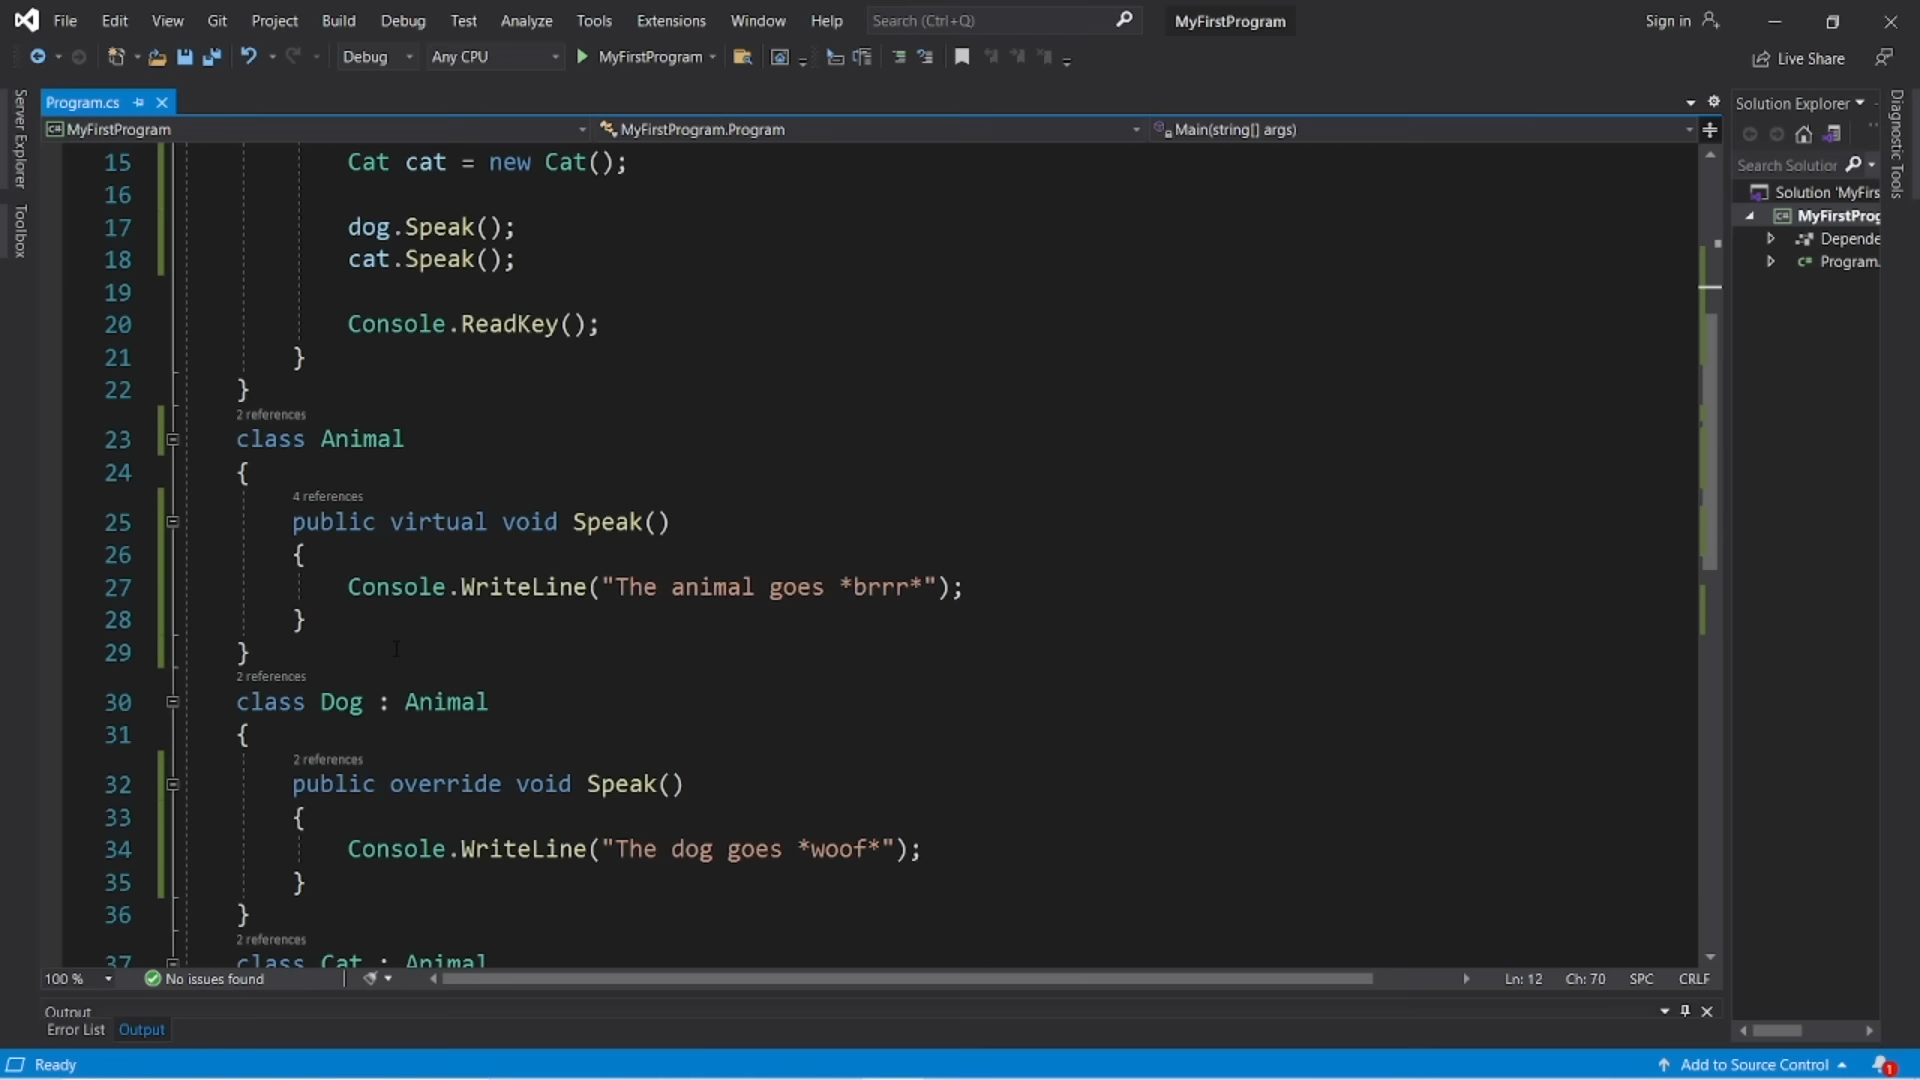 File Edit View Git Project Build Debug Test Analyze Tools Extensions Window Help Search (Ctrl+Q) MyFirstProgram Sign in
Debug Any CPU MyFirstProgram Live Share
Server Explorer
Toolbox
Program.cs
MyFirstProgram MyFirstProgram.Program Main(string[] args)
15 Cat cat = new Cat();
16
17 dog.Speak();
18 cat.Speak();
19
20 Console.ReadKey();
21 }
22 }
2 references
23 class Animal
24 {
4 references
25 public virtual void Speak()
26 {
27 Console.WriteLine("The animal goes *brrr*");
28 }
29 }
2 references
30 class Dog : Animal
31 {
2 references
32 public override void Speak()
33 {
34 Console.WriteLine("The dog goes *woof*");
35 }
36 }
2 references
37 class Cat : Animal
100 % No issues found Ln: 12 Ch: 70 SPC CRLF
Output
Error List Output
Ready Add to Source Control 1
Solution Explorer
Search Solution
Solution 'MyFirs
MyFirstProg
Depende
Program.
Diagnostic Tools